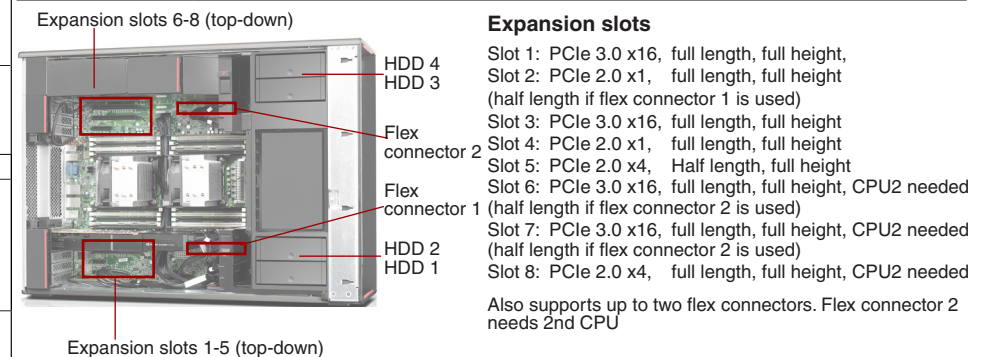 Expansion slots 6-8 (top-down)
HDD 4
HDD 3
Flex
connector 2
Flex
connector 1
HDD 2
HDD 1
Expansion slots 1-5 (top-down)
Expansion slots
Slot 1: PCIe 3.0 x16, full length, full height,
Slot 2: PCIe 2.0 x1, full length, full height
(half length if flex connector 1 is used)
Slot 3: PCIe 3.0 x16, full length, full height
Slot 4: PCIe 2.0 x1, full length, full height
Slot 5: PCIe 2.0 x4, Half length, full height
Slot 6: PCIe 3.0 x16, full length, full height, CPU2 needed
(half length if flex connector 2 is used)
Slot 7: PCIe 3.0 x16, full length, full height, CPU2 needed
(half length if flex connector 2 is used)
Slot 8: PCIe 2.0 x4, full length, full height, CPU2 needed
Also supports up to two flex connectors. Flex connector 2
needs 2nd CPU